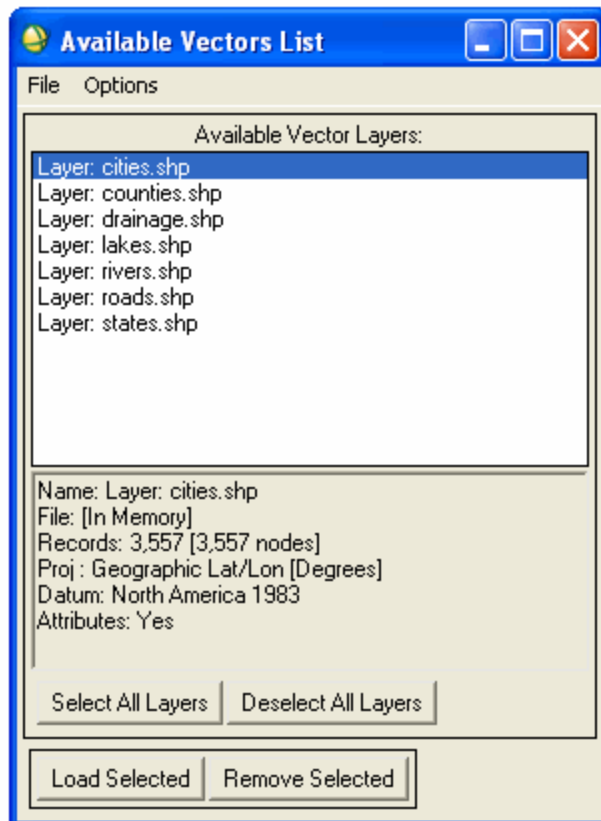 Available Vectors List
File Options
Available Vector Layers:
Layer: cities.shp
Layer: counties.shp
Layer: drainage.shp
Layer: lakes.shp
Layer: rivers.shp
Layer: roads.shp
Layer: states.shp
Name: Layer: cities.shp
File: [In Memory]
Records: 3,557 [3,557 nodes]
Proj : Geographic Lat/Lon [Degrees]
Datum: North America 1983
Attributes: Yes
Select All Layers Deselect All Layers
Load Selected Remove Selected